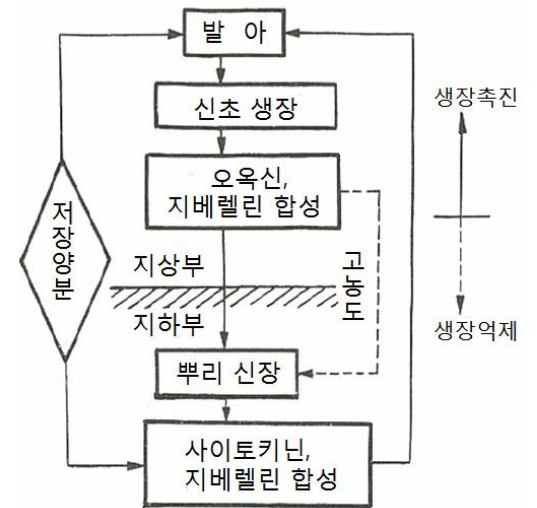 발 아
신초 생장
오옥신,
지베렐린 합성
저장양분
지상부
고농도
지하부
뿌리 신장
사이토키닌,
지베렐린 합성
생장촉진
생장억제